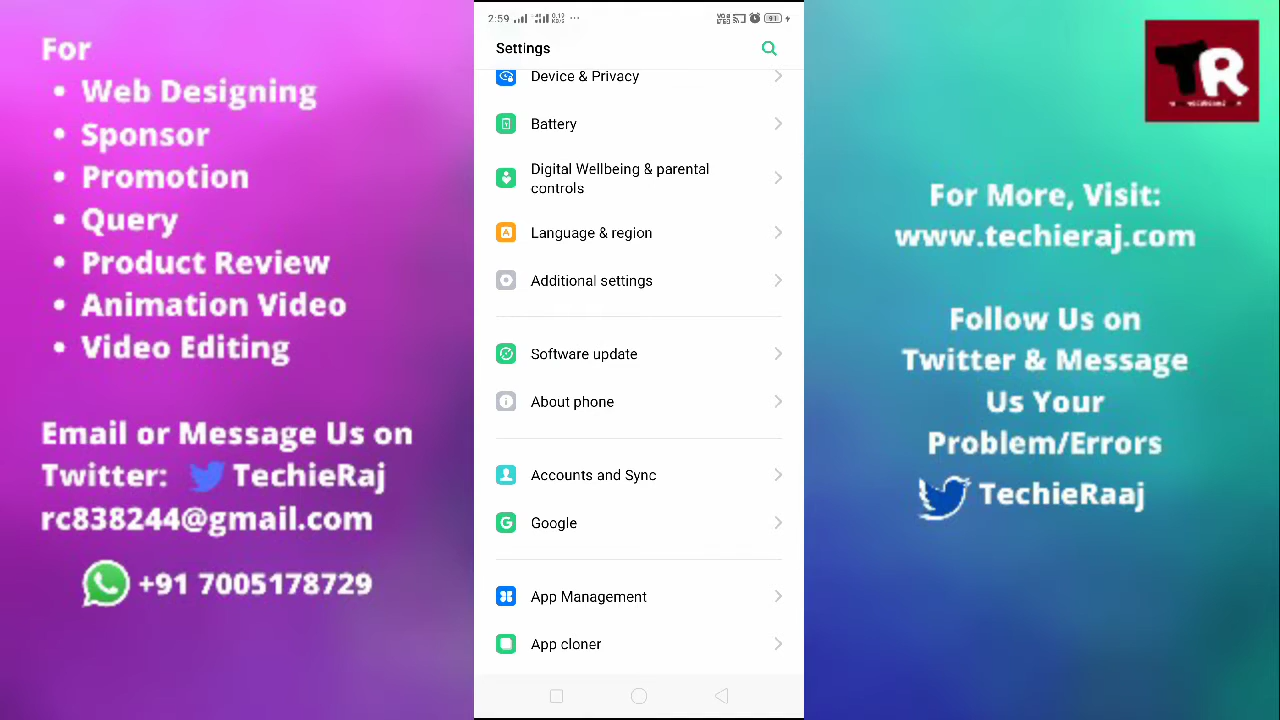 For
• Web Designing
• Sponsor
• Promotion
• Query
• Product Review
• Animation Video
• Video Editing
Email or Message Us on
Twitter: TechieRaj
rc838244@gmail.com
+91 7005178729
2:59
Settings
Device & Privacy
Battery
Digital Wellbeing & parental
controls
Language & region
Additional settings
Software update
About phone
Accounts and Sync
Google
App Management
App cloner
TR
For More, Visit:
www.techieraj.com
Follow Us on
Twitter & Message
Us Your
Problem/Errors
TechieRaaj